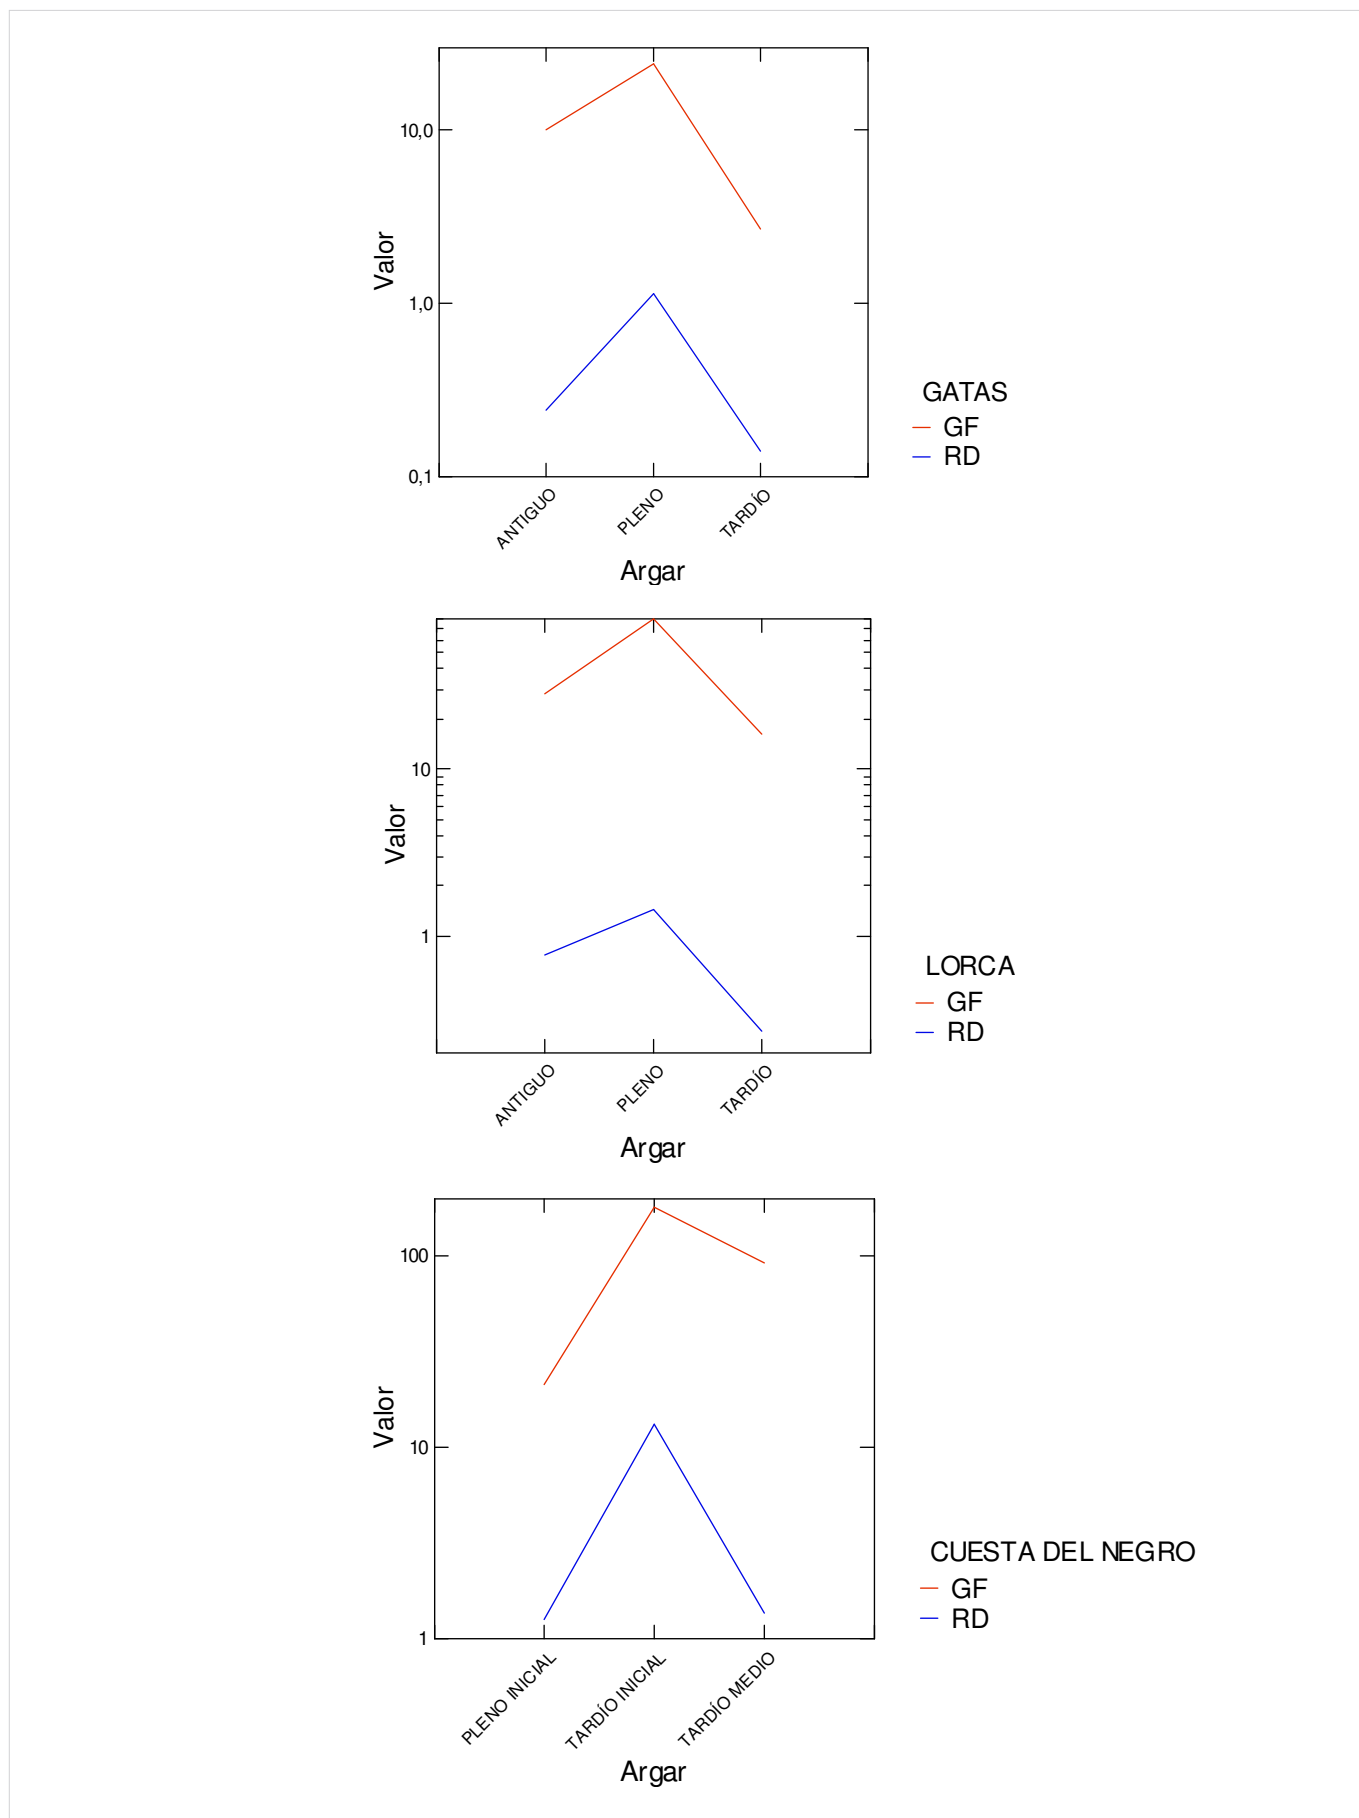 10,0
Valor
1,0
GATAS
GF
RD
0,1
ANTIGUO
PLENO
TARDÍO
Argar
10
Valor
1
LORCA
GF
RD
ANTIGUO
PLENO
TARDÍO
Argar
100
Valor
10
CUESTA DEL NEGRO
GF
RD
1
PLENO INICIAL
TARDÍO INICIAL
TARDÍO MEDIO
Argar